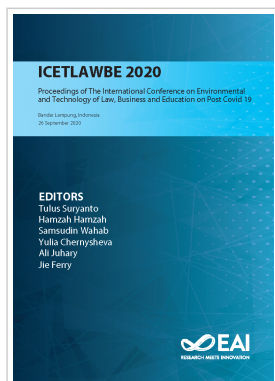 ICETLAWBE 2020
Proceedings of The International Conference on Environmental
and Technology of Law, Business and Education on Post Covid 19
Bandar Lampung, Indonesia
26 September 2020
EDITORS
Tulus Suryanto
Hamzah Hamzah
Samsudin Wahab
Yulia Chernysheva
Ali Juhary
Jie Ferry
EAI
RESEARCH MEETS INNOVATION